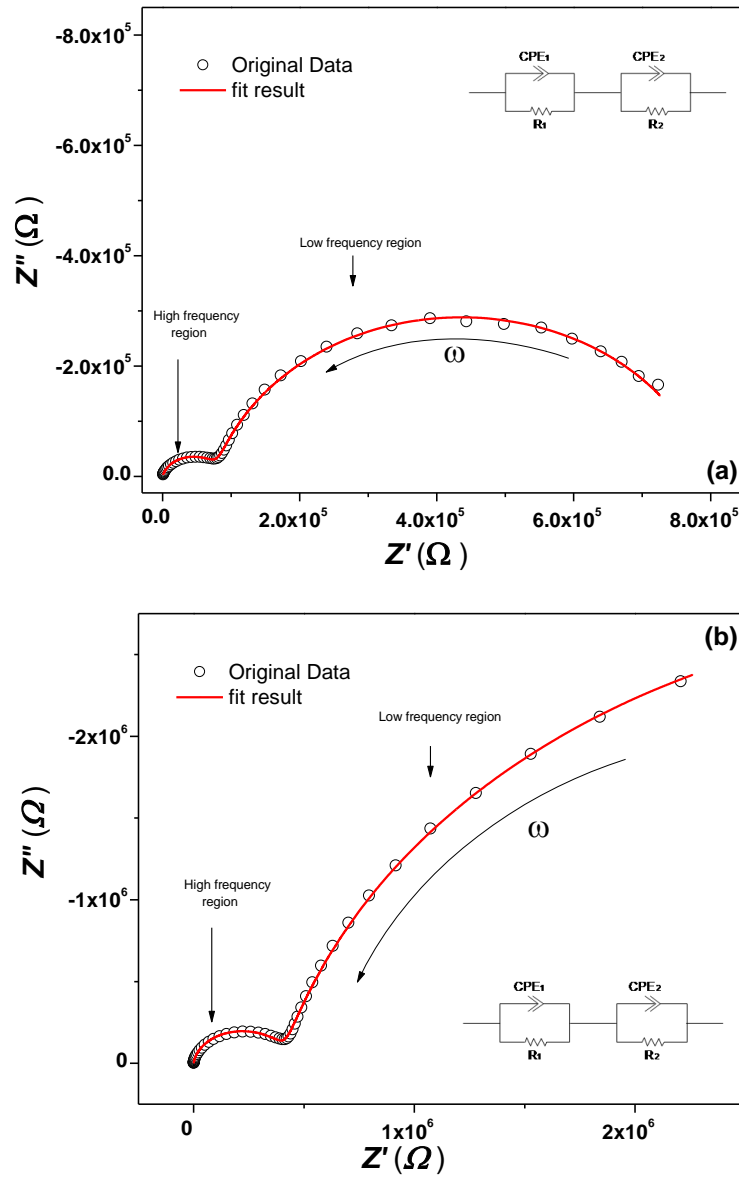 -8.0x10⁵
Original Data
fit result
CPE₁
CPE₂
R₁
R₂
-6.0x10⁵
Z'' (Ω)
-4.0x10⁵
Low frequency region
High frequency
region
-2.0x10⁵
ω
0.0
(a)
0.0
2.0x10⁵
4.0x10⁵
6.0x10⁵
8.0x10⁵
Z' (Ω)
(b)
Original Data
fit result
Low frequency region
-2x10⁶
ω
Z'' (Ω)
-1x10⁶
High frequency
region
CPE₁
CPE₂
R₁
R₂
0
0
1x10⁶
2x10⁶
Z' (Ω)